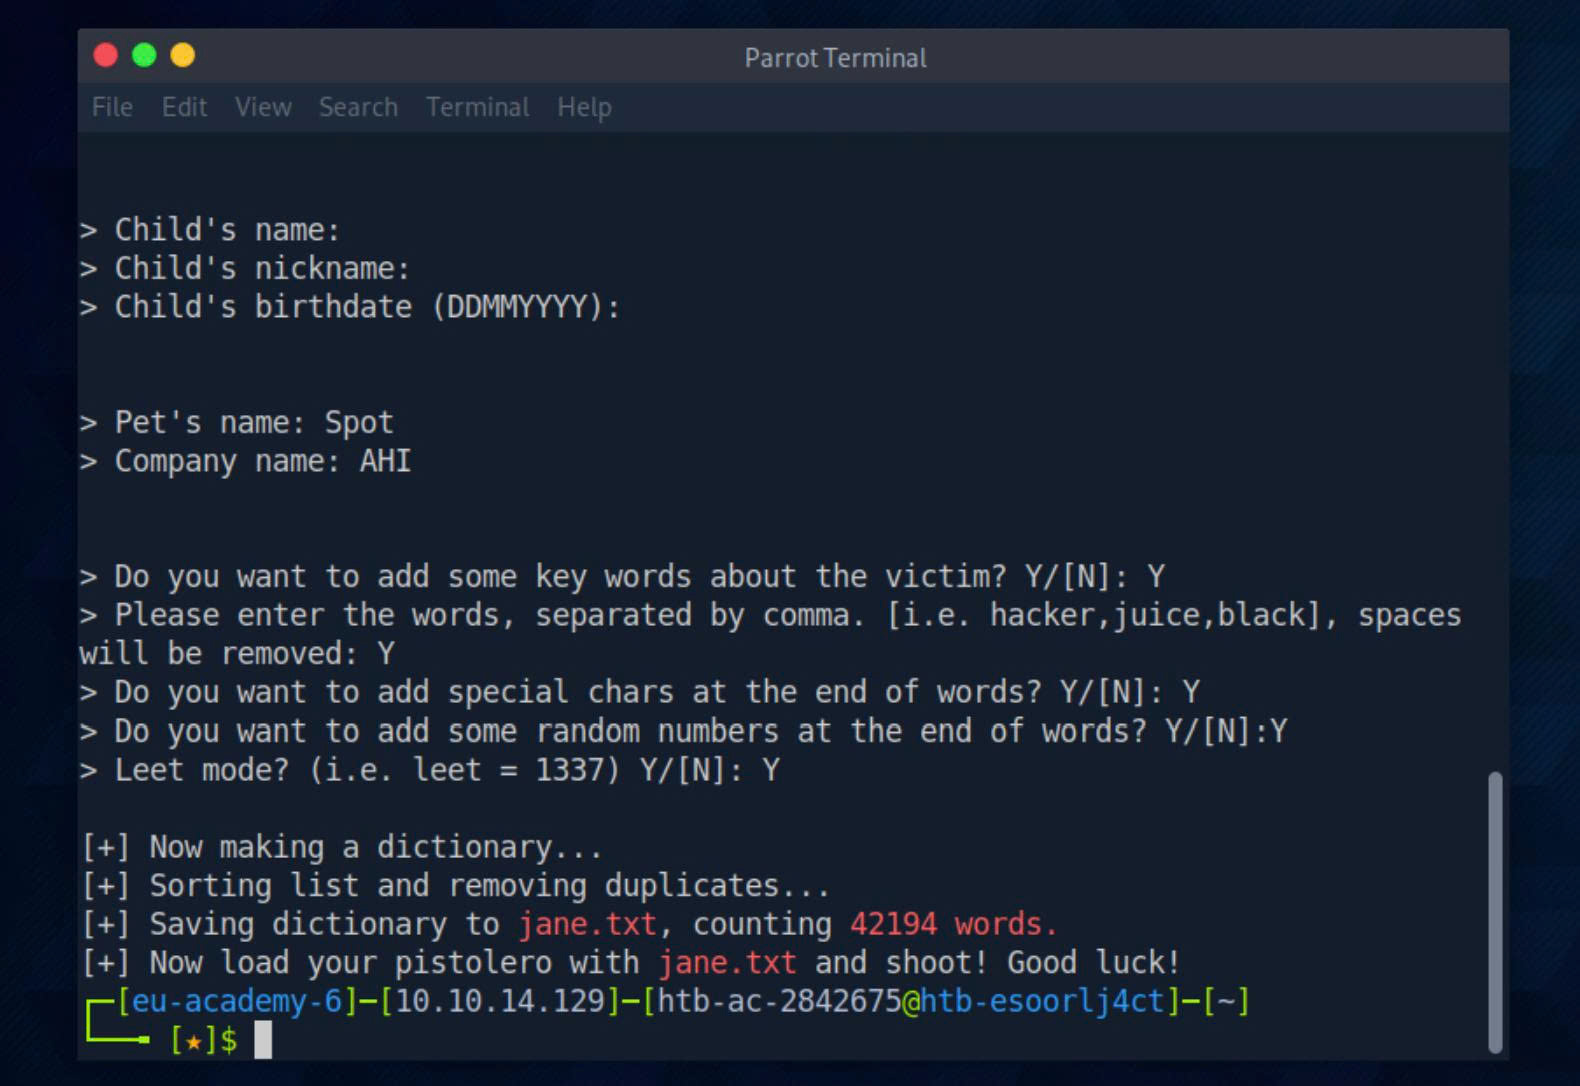 Parrot Terminal
File Edit View Search Terminal Help
> Child's name:
> Child's nickname:
> Child's birthdate (DDMMYYYY):
> Pet's name: Spot
> Company name: AHI
> Do you want to add some key words about the victim? Y/[N]: Y
> Please enter the words, separated by comma. [i.e. hacker,juice,black], spaces
will be removed: Y
> Do you want to add special chars at the end of words? Y/[N]: Y
> Do you want to add some random numbers at the end of words? Y/[N]:Y
> Leet mode? (i.e. leet = 1337) Y/[N]: Y
[+] Now making a dictionary...
[+] Sorting list and removing duplicates...
[+] Saving dictionary to jane.txt, counting 42194 words.
[+] Now load your pistolero with jane.txt and shoot! Good luck!
┌─[eu-academy-6]─[10.10.14.129]─[htb-ac-2842675@htb-esoorlj4ct]─[~]
└──╼ [★]$